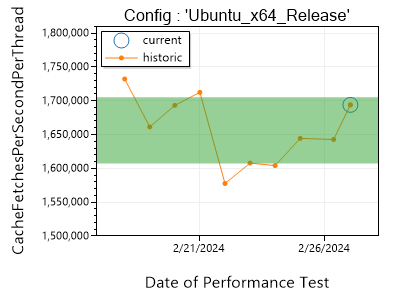 Config : 'Ubuntu_x64_Release'
CacheFetchesPerSecondPerThread
1,800,000
1,750,000
1,700,000
1,650,000
1,600,000
1,550,000
1,500,000
current
historic
2/21/2024 2/26/2024
Date of Performance Test